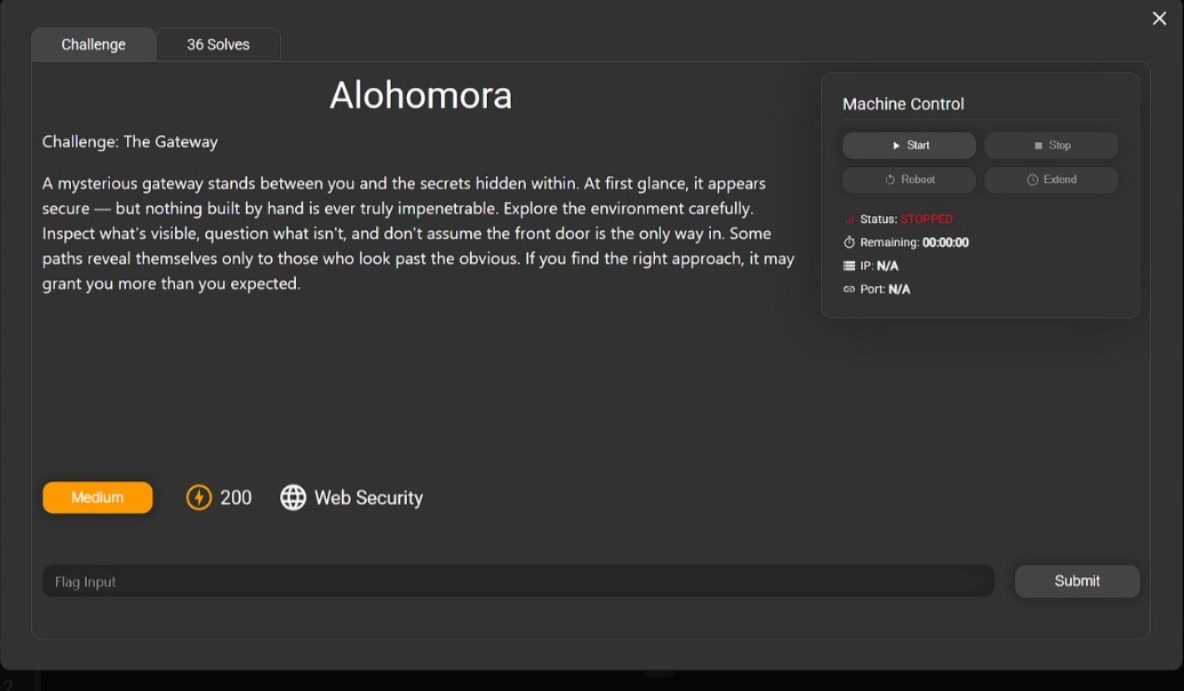 Challenge
36 Solves
Alohomora
Challenge: The Gateway
A mysterious gateway stands between you and the secrets hidden within. At first glance, it appears
secure — but nothing built by hand is ever truly impenetrable. Explore the environment carefully.
Inspect what's visible, question what isn't, and don't assume the front door is the only way in. Some
paths reveal themselves only to those who look past the obvious. If you find the right approach, it may
grant you more than you expected.
Machine Control
Start
Stop
Reboot
Extend
Status: STOPPED
Remaining: 00:00:00
IP: N/A
Port: N/A
Medium
200
Web Security
Flag Input
Submit
2